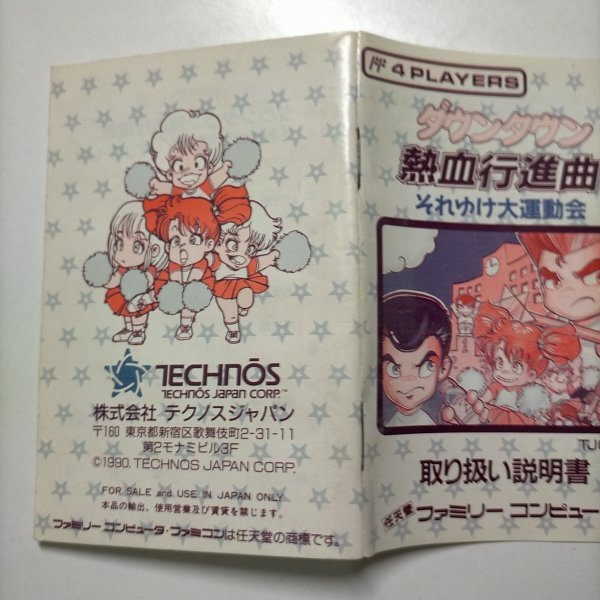 TECHNŌS
TECHNŌS JAPAN CORP.™
株式会社 テクノスジャパン
〒160 東京都新宿区歌舞伎町2-31-11
第2モナミビル3F
©1990. TECHNOS JAPAN CORP.
FOR SALE and USE IN JAPAN ONLY
本品の輸出、使用営業及び賃貸を禁じます。
ファミリーコンピュータ・ファミコンは任天堂の商標です。
4 PLAYERS
ダウンタウン
熱血行進曲
それゆけ大運動会
TJ
取り扱い説明書
任天堂 ファミリー コンピュー